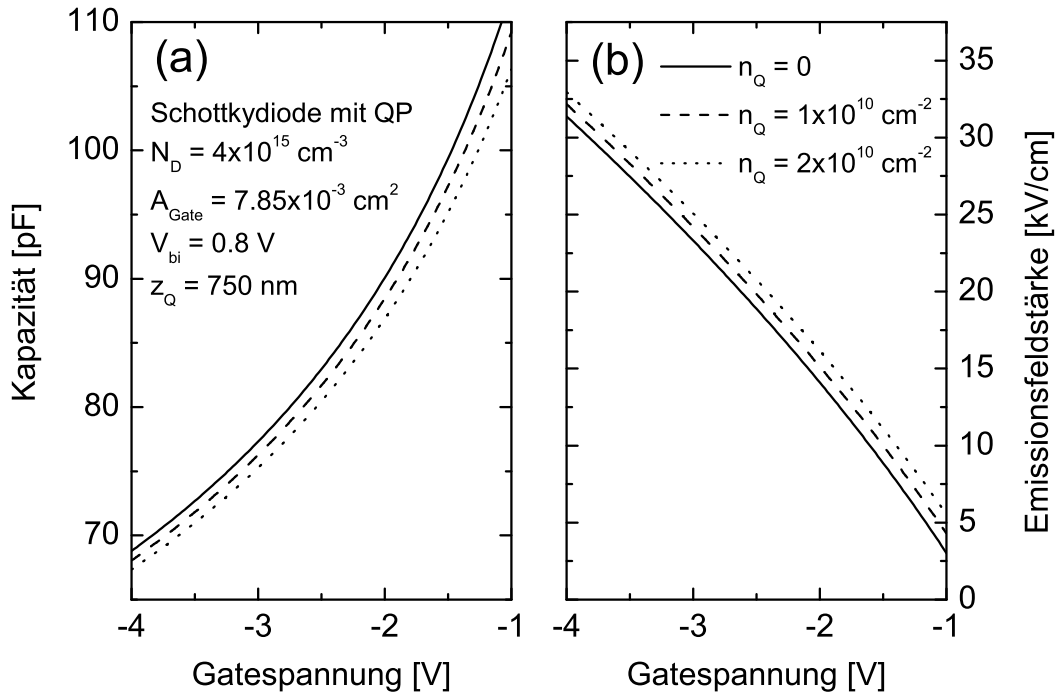 (a)
Schottkydiode mit QP
N_D = 4x10^15 cm^-3
A_Gate = 7.85x10^-3 cm^2
V_bi = 0.8 V
z_Q = 750 nm
110
100
90
80
70
Kapazität [pF]
-4 -3 -2 -1
Gatespannung [V]
(b)
n_Q = 0
n_Q = 1x10^10 cm^-2
n_Q = 2x10^10 cm^-2
35
30
25
20
15
10
5
0
Emissionsfeldstärke [kV/cm]
-4 -3 -2 -1
Gatespannung [V]